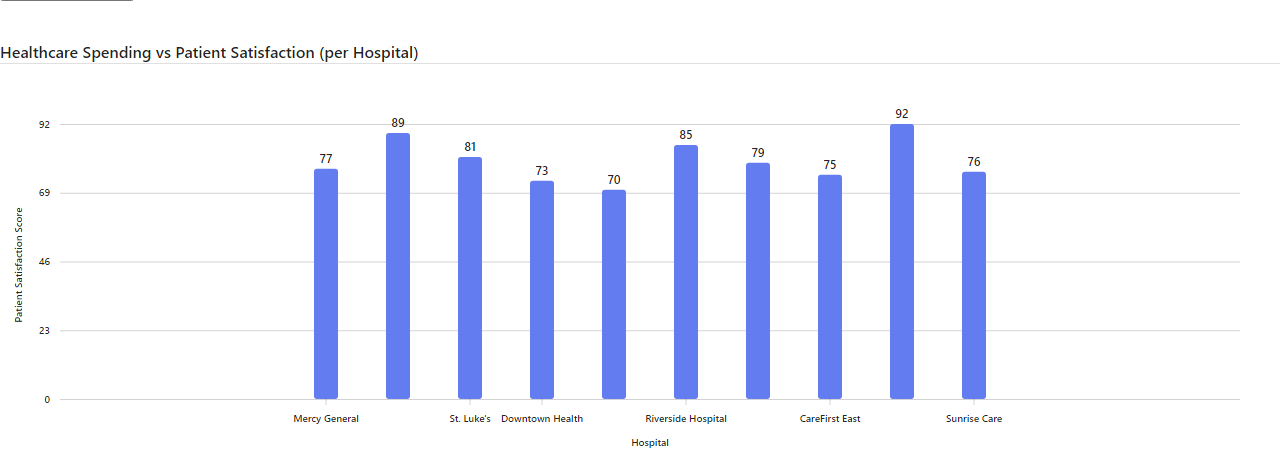 Healthcare Spending vs Patient Satisfaction (per Hospital)
92
69
46
23
0
Patient Satisfaction Score
77
89
81
73
70
85
79
75
92
76
Mercy General
St. Luke's
Downtown Health
Riverside Hospital
CareFirst East
Sunrise Care
Hospital